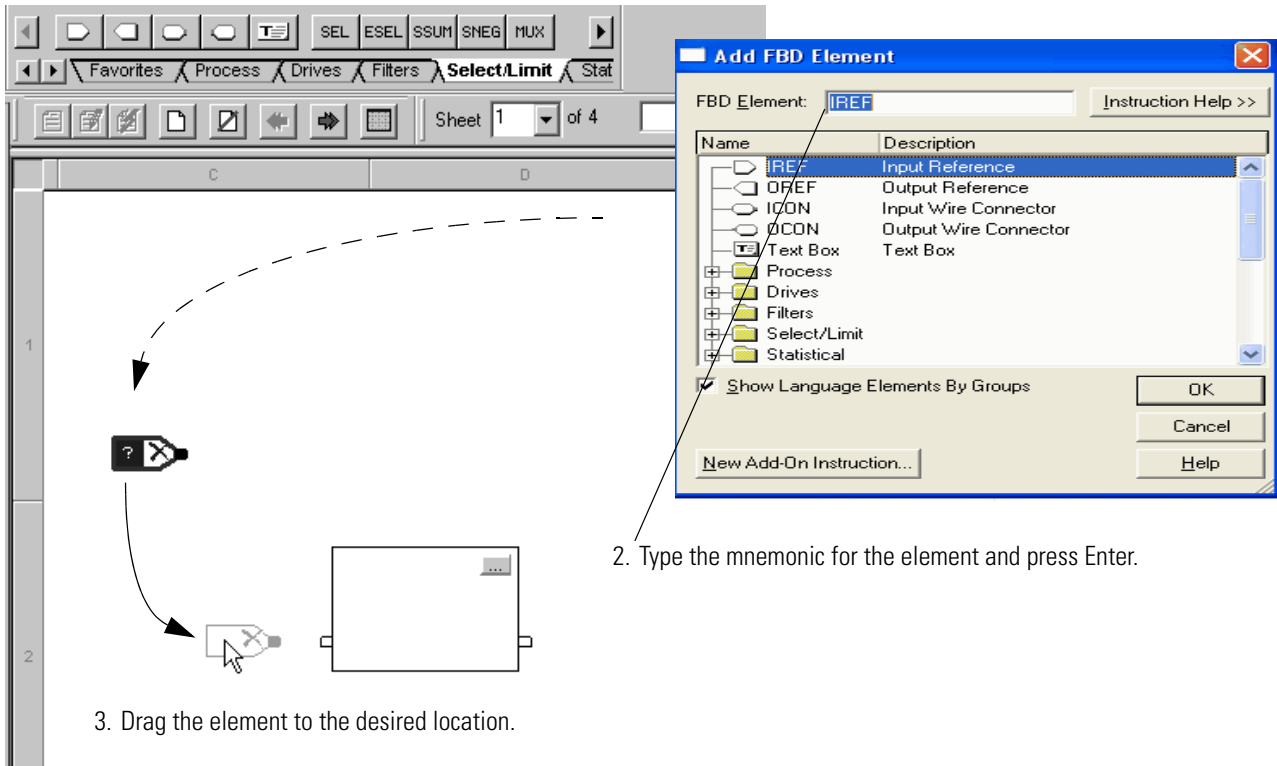 SEL ESEL SSUM SNEG MUX
Favorites Process Drives Filters Select/Limit Stat
Sheet 1 of 4
C D
1
?
2
...
3. Drag the element to the desired location.
Add FBD Element
FBD Element: IREF Instruction Help >>
Name Description
IREF Input Reference
OREF Output Reference
ICON Input Wire Connector
OCON Output Wire Connector
Text Box Text Box
Process
Drives
Filters
Select/Limit
Statistical
Show Language Elements By Groups
OK
Cancel
New Add-On Instruction... Help
2. Type the mnemonic for the element and press Enter.